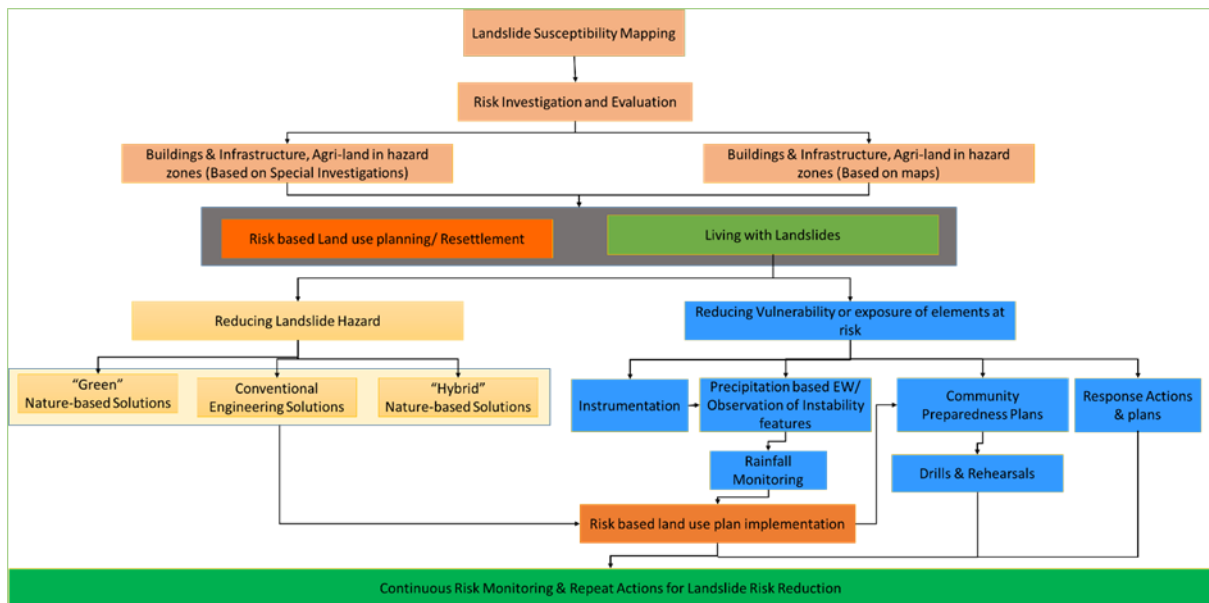 Landslide Susceptibility Mapping
Risk Investigation and Evaluation
Buildings & Infrastructure, Agri-land in hazard
zones (Based on Special Investigations)
Buildings & Infrastructure, Agri-land in hazard
zones (Based on maps)
Risk based Land use planning/ Resettlement
Living with Landslides
Reducing Landslide Hazard
Reducing Vulnerability or exposure of elements at
risk
"Green"
Nature-based Solutions
Conventional
Engineering Solutions
"Hybrid"
Nature-based Solutions
Instrumentation
Precipitation based EW/
Observation of Instability
features
Community
Preparedness Plans
Response Actions
& plans
Rainfall
Monitoring
Drills & Rehearsals
Risk based land use plan implementation
Continuous Risk Monitoring & Repeat Actions for Landslide Risk Reduction